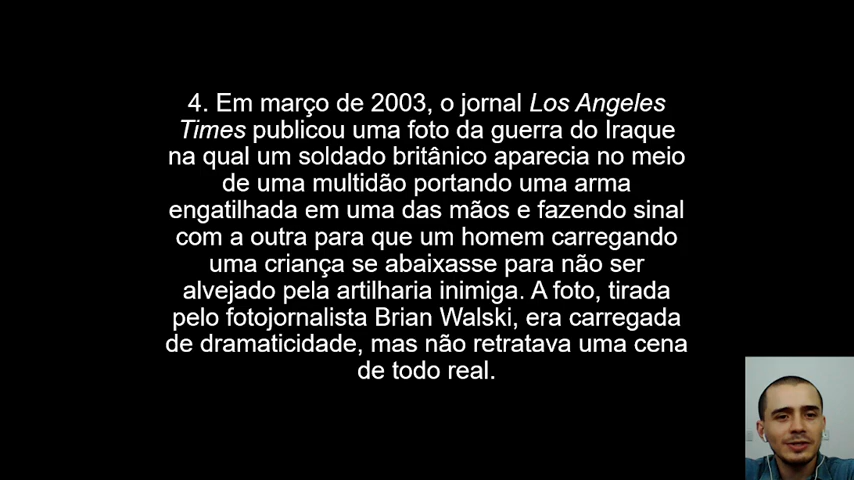 4. Em março de 2003, o jornal Los Angeles
Times publicou uma foto da guerra do Iraque
na qual um soldado britânico aparecia no meio
de uma multidão portando uma arma
engatilhada em uma das mãos e fazendo sinal
com a outra para que um homem carregando
uma criança se abaixasse para não ser
alvejado pela artilharia inimiga. A foto, tirada
pelo fotojornalista Brian Walski, era carregada
de dramaticidade, mas não retratava uma cena
de todo real.